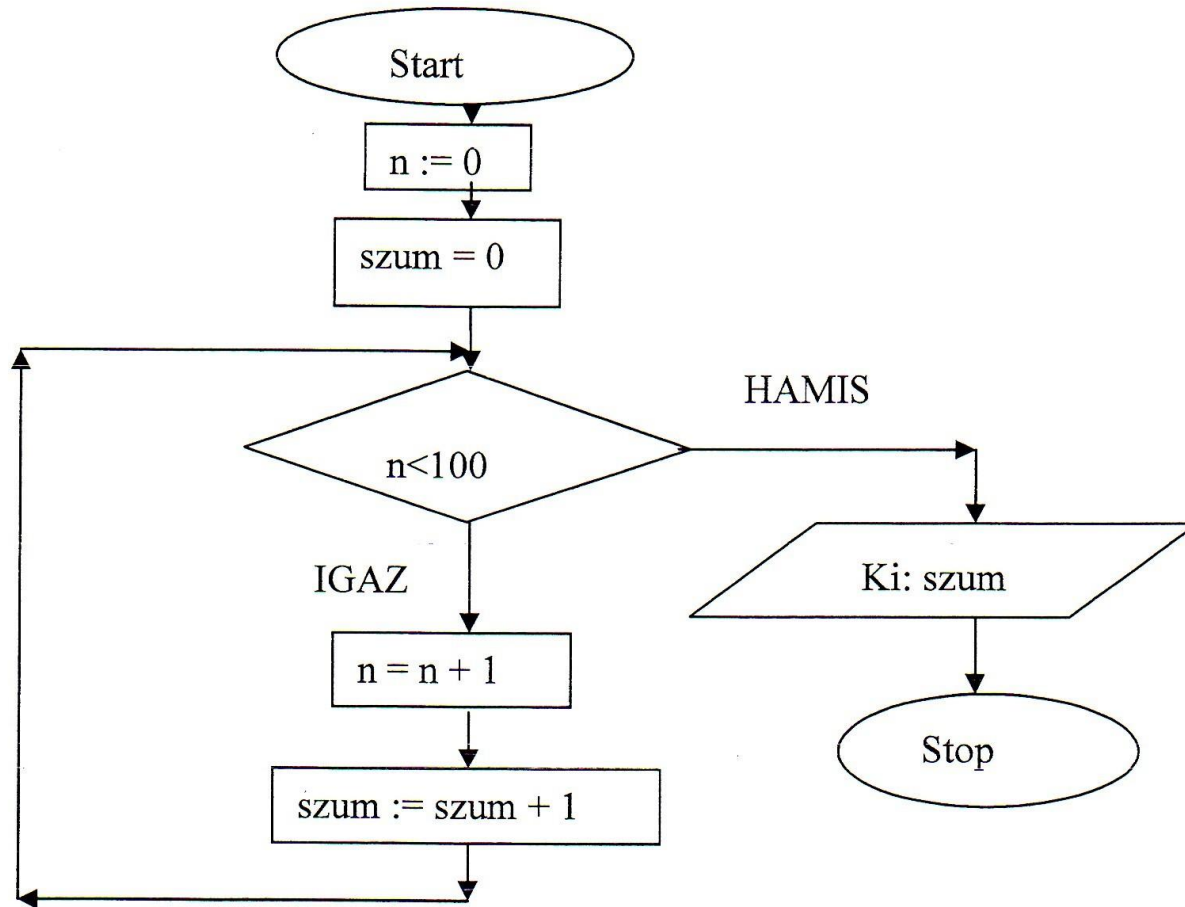 Start
n := 0
szum = 0
n<100
HAMIS
IGAZ
n = n + 1
szum := szum + 1
Ki: szum
Stop